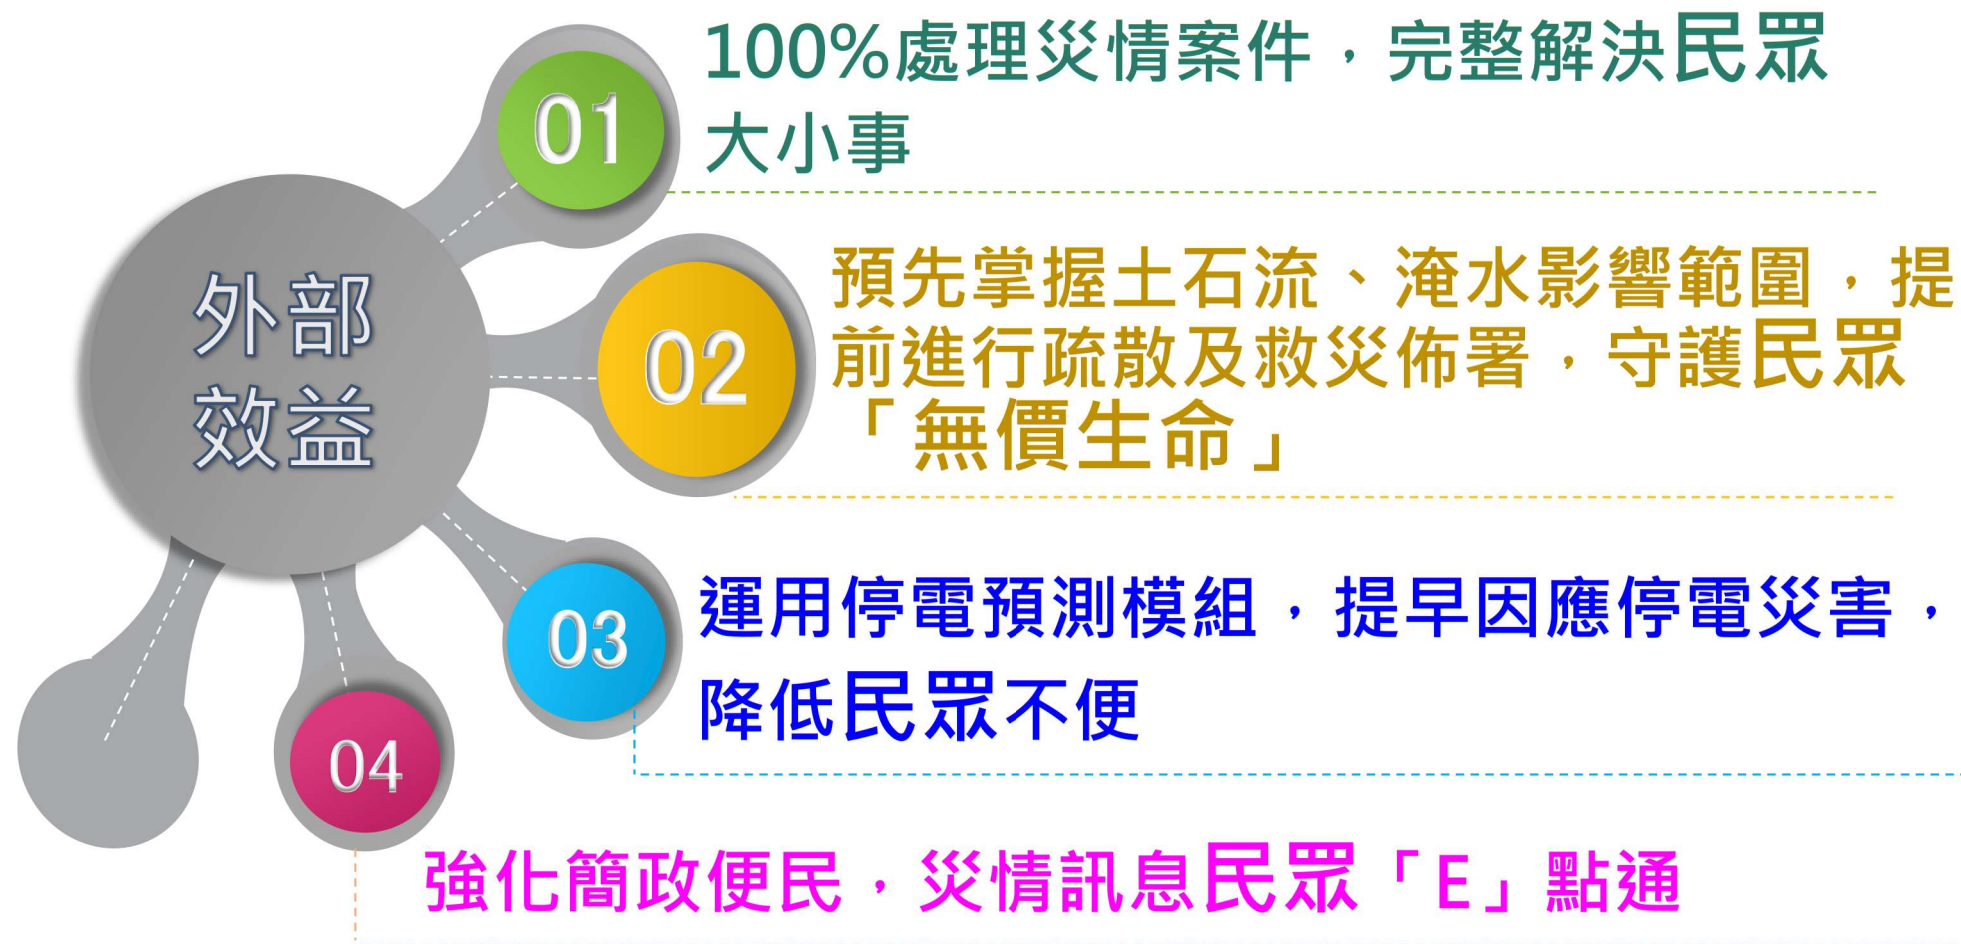 外部
效益
01
100%處理災情案件，完整解決民眾
大小事
02
預先掌握土石流、淹水影響範圍，提
前進行疏散及救災佈署，守護民眾
「無價生命」
03
運用停電預測模組，提早因應停電災害，
降低民眾不便
04
強化簡政便民，災情訊息民眾「E」點通